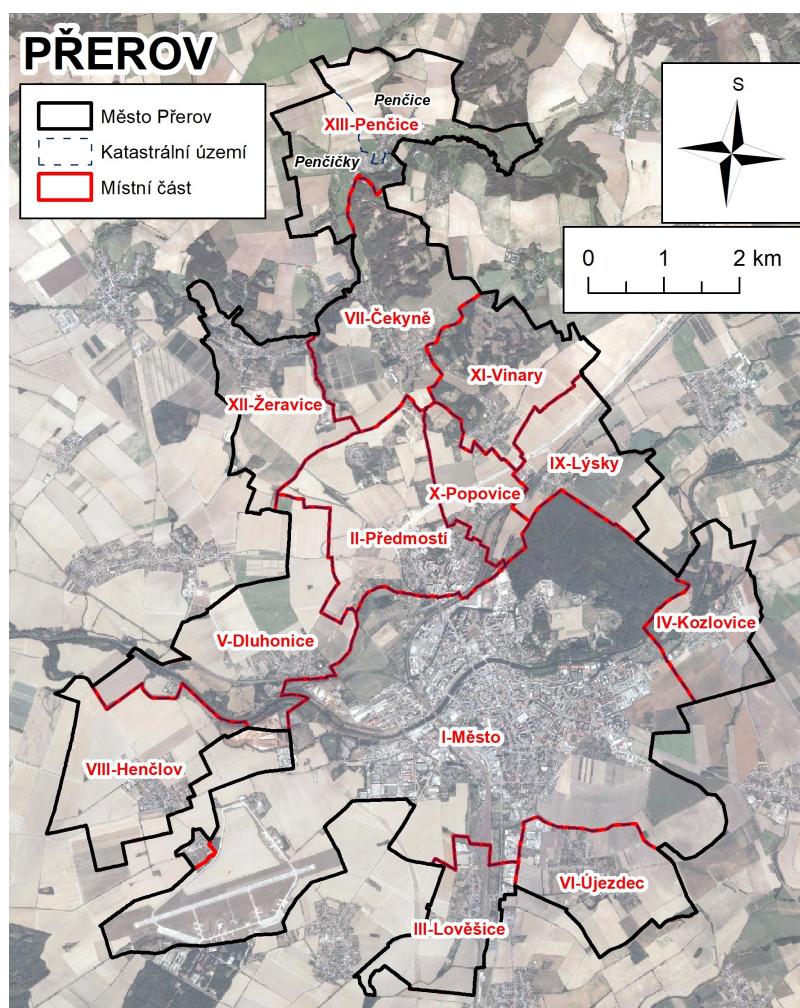 PŘEROV
Město Přerov
Katastrální území
Místní část
S
0 1 2 km
Penčice
XIII-Penčice
Penčičky
VII-Čekyně
XI-Vinary
XII-Žeravice
IX-Lýsky
X-Popovice
II-Předmostí
IV-Kozlovice
V-Dluhonice
I-Město
VIII-Henčlov
VI-Újezdec
III-Lověšice